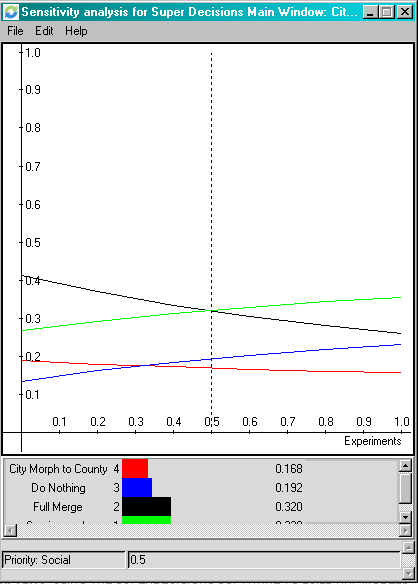 Sensitivity analysis for Super Decisions Main Window: Cit...
File Edit Help
1.0
0.9
0.8
0.7
0.6
0.5
0.4
0.3
0.2
0.1
0.1 0.2 0.3 0.4 0.5 0.6 0.7 0.8 0.9 1.0
Experiments
City Morph to County 4 0.168
Do Nothing 3 0.192
Full Merge 2 0.320
Priority: Social 0.5